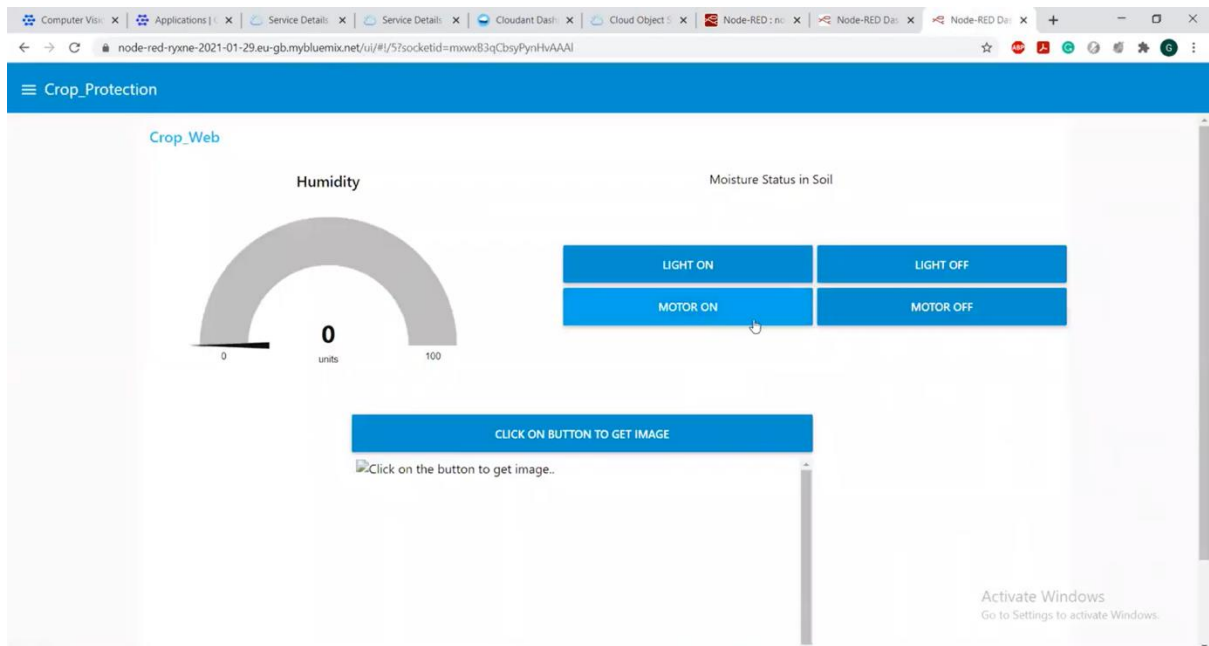 Computer Visi
Applications | C
Service Details
Service Details
Cloudant Dash
Cloud Object S
Node-RED : no
Node-RED Das
Node-RED Das
node-red-ryxne-2021-01-29.eu-gb.mybluemix.net/ui/#!/5?socketid=mxwxB3qCbsyPynHvAAAl
ABP
G
Crop_Protection
Crop_Web
Humidity
0
units
0
100
Moisture Status in Soil
LIGHT ON
LIGHT OFF
MOTOR ON
MOTOR OFF
CLICK ON BUTTON TO GET IMAGE
Click on the button to get image..
Activate Windows
Go to Settings to activate Windows.